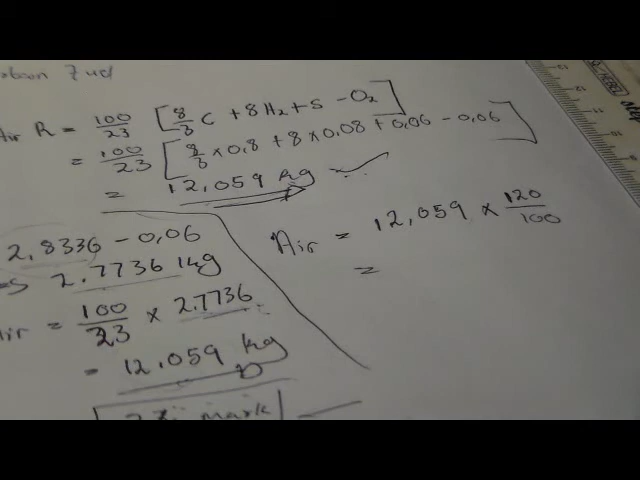 Fuel
Air R = 100/23 [8/3 C + 8H2 + S - O2]
= 100/23 [8/3 × 0.8 + 8 × 0.08 + 0.06 - 0.06]
= 12.059 kg
2.8336 - 0.06
2.7736 kg
= 100/23 × 2.7736
= 12.059 kg
mark
Air = 12.059 × 120/100
=